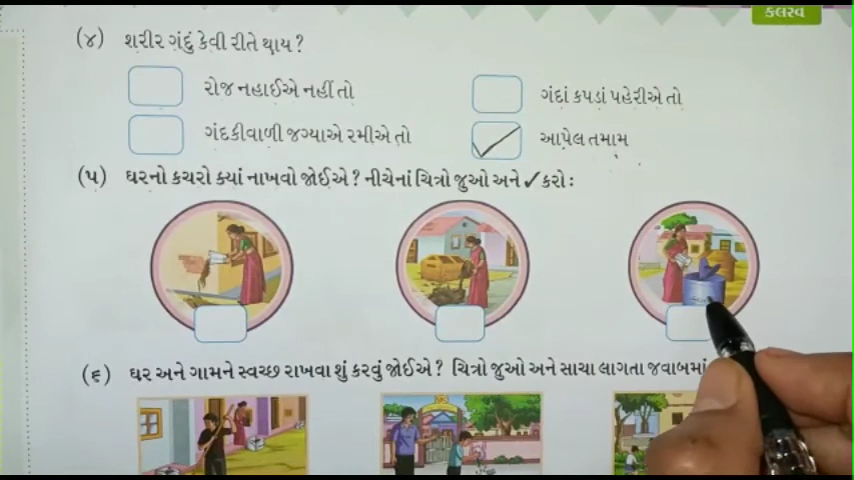 કલરવ
(૪) શરીર ગંદું કેવી રીતે થાય ?
રોજ નહાઈએ નહીં તો
ગંદાં કપડાં પહેરીએ તો
ગંદકીવાળી જગ્યાએ રમીએ તો
આપેલ તમામ
(૫) ઘરનો કચરો ક્યાં નાખવો જોઈએ ? નીચેનાં ચિત્રો જુઓ અને ✓ કરો :
(૬) ઘર અને ગામને સ્વચ્છ રાખવા શું કરવું જોઈએ ? ચિત્રો જુઓ અને સાચા લાગતા જવાબમાં